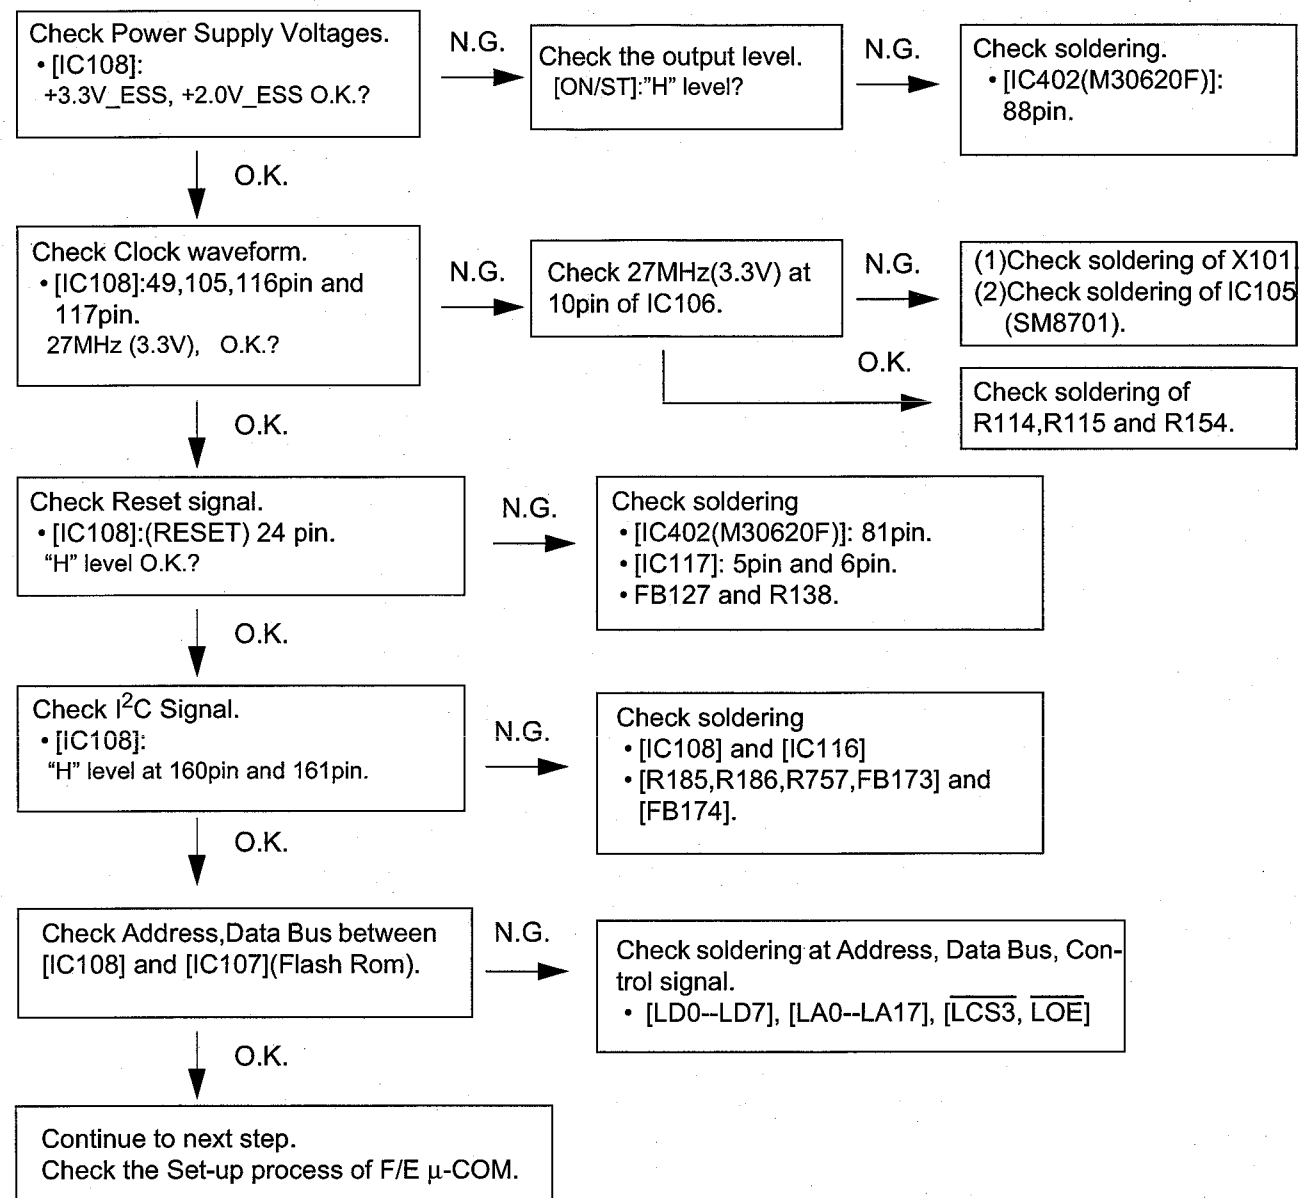 Check Power Supply Voltages.
• [IC108]:
+3.3V_ESS, +2.0V_ESS O.K.?
N.G.
Check the output level.
[ON/ST]:"H" level?
N.G.
Check soldering.
• [IC402(M30620F)]:
88pin.
O.K.
Check Clock waveform.
• [IC108]:49,105,116pin and
117pin.
27MHz (3.3V), O.K.?
N.G.
Check 27MHz(3.3V) at
10pin of IC106.
N.G.
(1)Check soldering of X101.
(2)Check soldering of IC105
(SM8701).
O.K.
Check soldering of
R114,R115 and R154.
O.K.
Check Reset signal.
• [IC108]:(RESET) 24 pin.
“H” level O.K.?
N.G.
Check soldering
• [IC402(M30620F)]: 81pin.
• [IC117]: 5pin and 6pin.
• FB127 and R138.
O.K.
Check I²C Signal.
• [IC108]:
“H” level at 160pin and 161pin.
N.G.
Check soldering
• [IC108] and [IC116]
• [R185,R186,R757,FB173] and
[FB174].
O.K.
Check Address,Data Bus between
[IC108] and [IC107](Flash Rom).
N.G.
Check soldering at Address, Data Bus, Con-
trol signal.
• [LD0--LD7], [LA0--LA17], [L̅C̅S̅3̅, L̅O̅E̅]
O.K.
Continue to next step.
Check the Set-up process of F/E μ-COM.